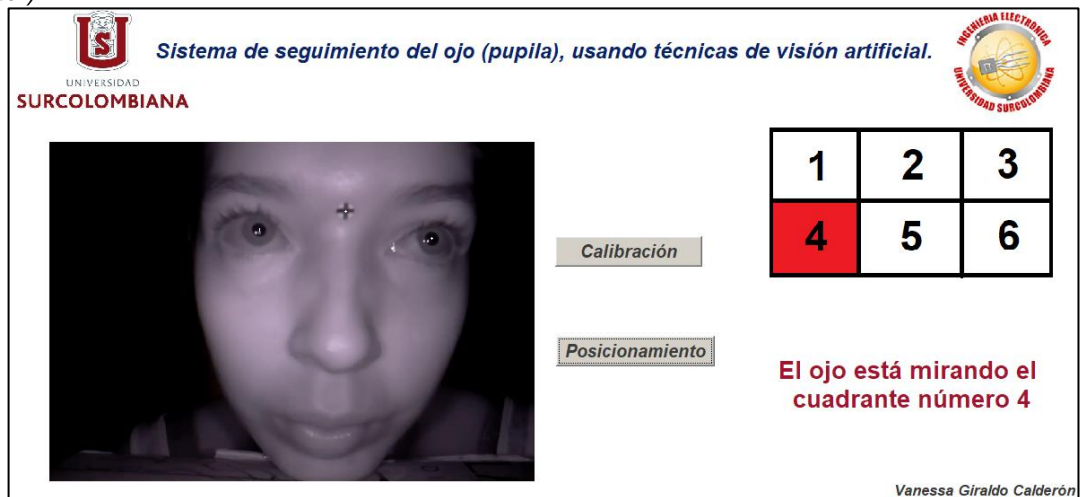 Sistema de seguimiento del ojo (pupila), usando técnicas de visión artificial.
UNIVERSIDAD
SURCOLOMBIANA
INGENIERIA ELECTRONICA
UNIVERSIDAD SURCOLOMBIANA
1 2 3
4 5 6
Calibración
Posicionamiento
El ojo está mirando el
cuadrante número 4
Vanessa Giraldo Calderón